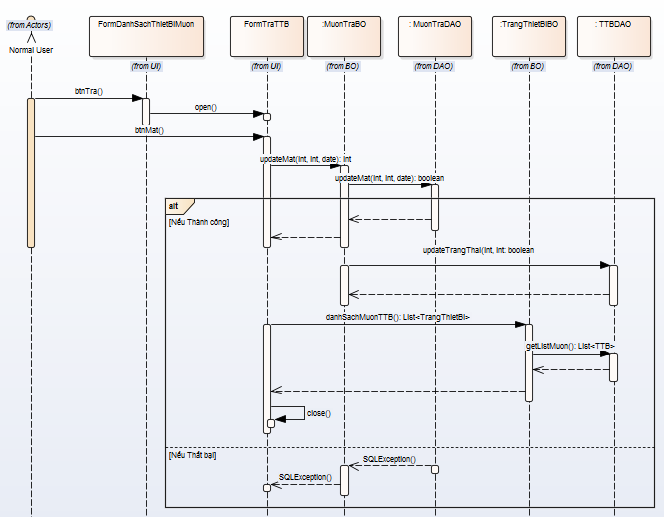 (from Actors)
Normal User
FormDanhSachThietBiMuon
(from UI)
FormTraTTB
(from UI)
:MuonTraBO
(from BO)
: MuonTraDAO
(from DAO)
:TrangThietBiBO
(from BO)
: TTBDAO
(from DAO)
btnTra()
open()
btnMat()
updateMat(int, int, date): int
updateMat(int, int, date): boolean
alt
[Nếu Thành công]
updateTrangThai(int, int: boolean
danhSachMuonTTB(): List<TrangThietBi>
getListMuon(): List<TTB>
close()
[Nếu Thất bại]
SQLException()
SQLException()